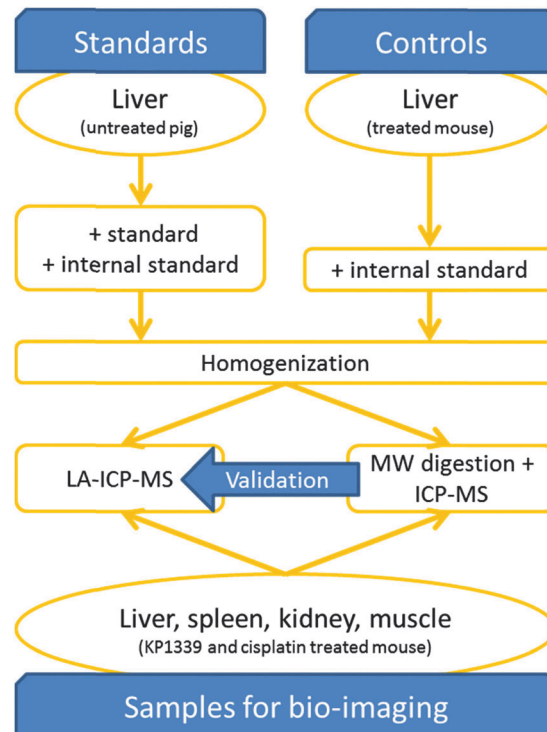 Standards
Controls
Liver
(untreated pig)
Liver
(treated mouse)
+ standard
+ internal standard
+ internal standard
Homogenization
LA-ICP-MS
Validation
MW digestion +
ICP-MS
Liver, spleen, kidney, muscle
(KP1339 and cisplatin treated mouse)
Samples for bio-imaging